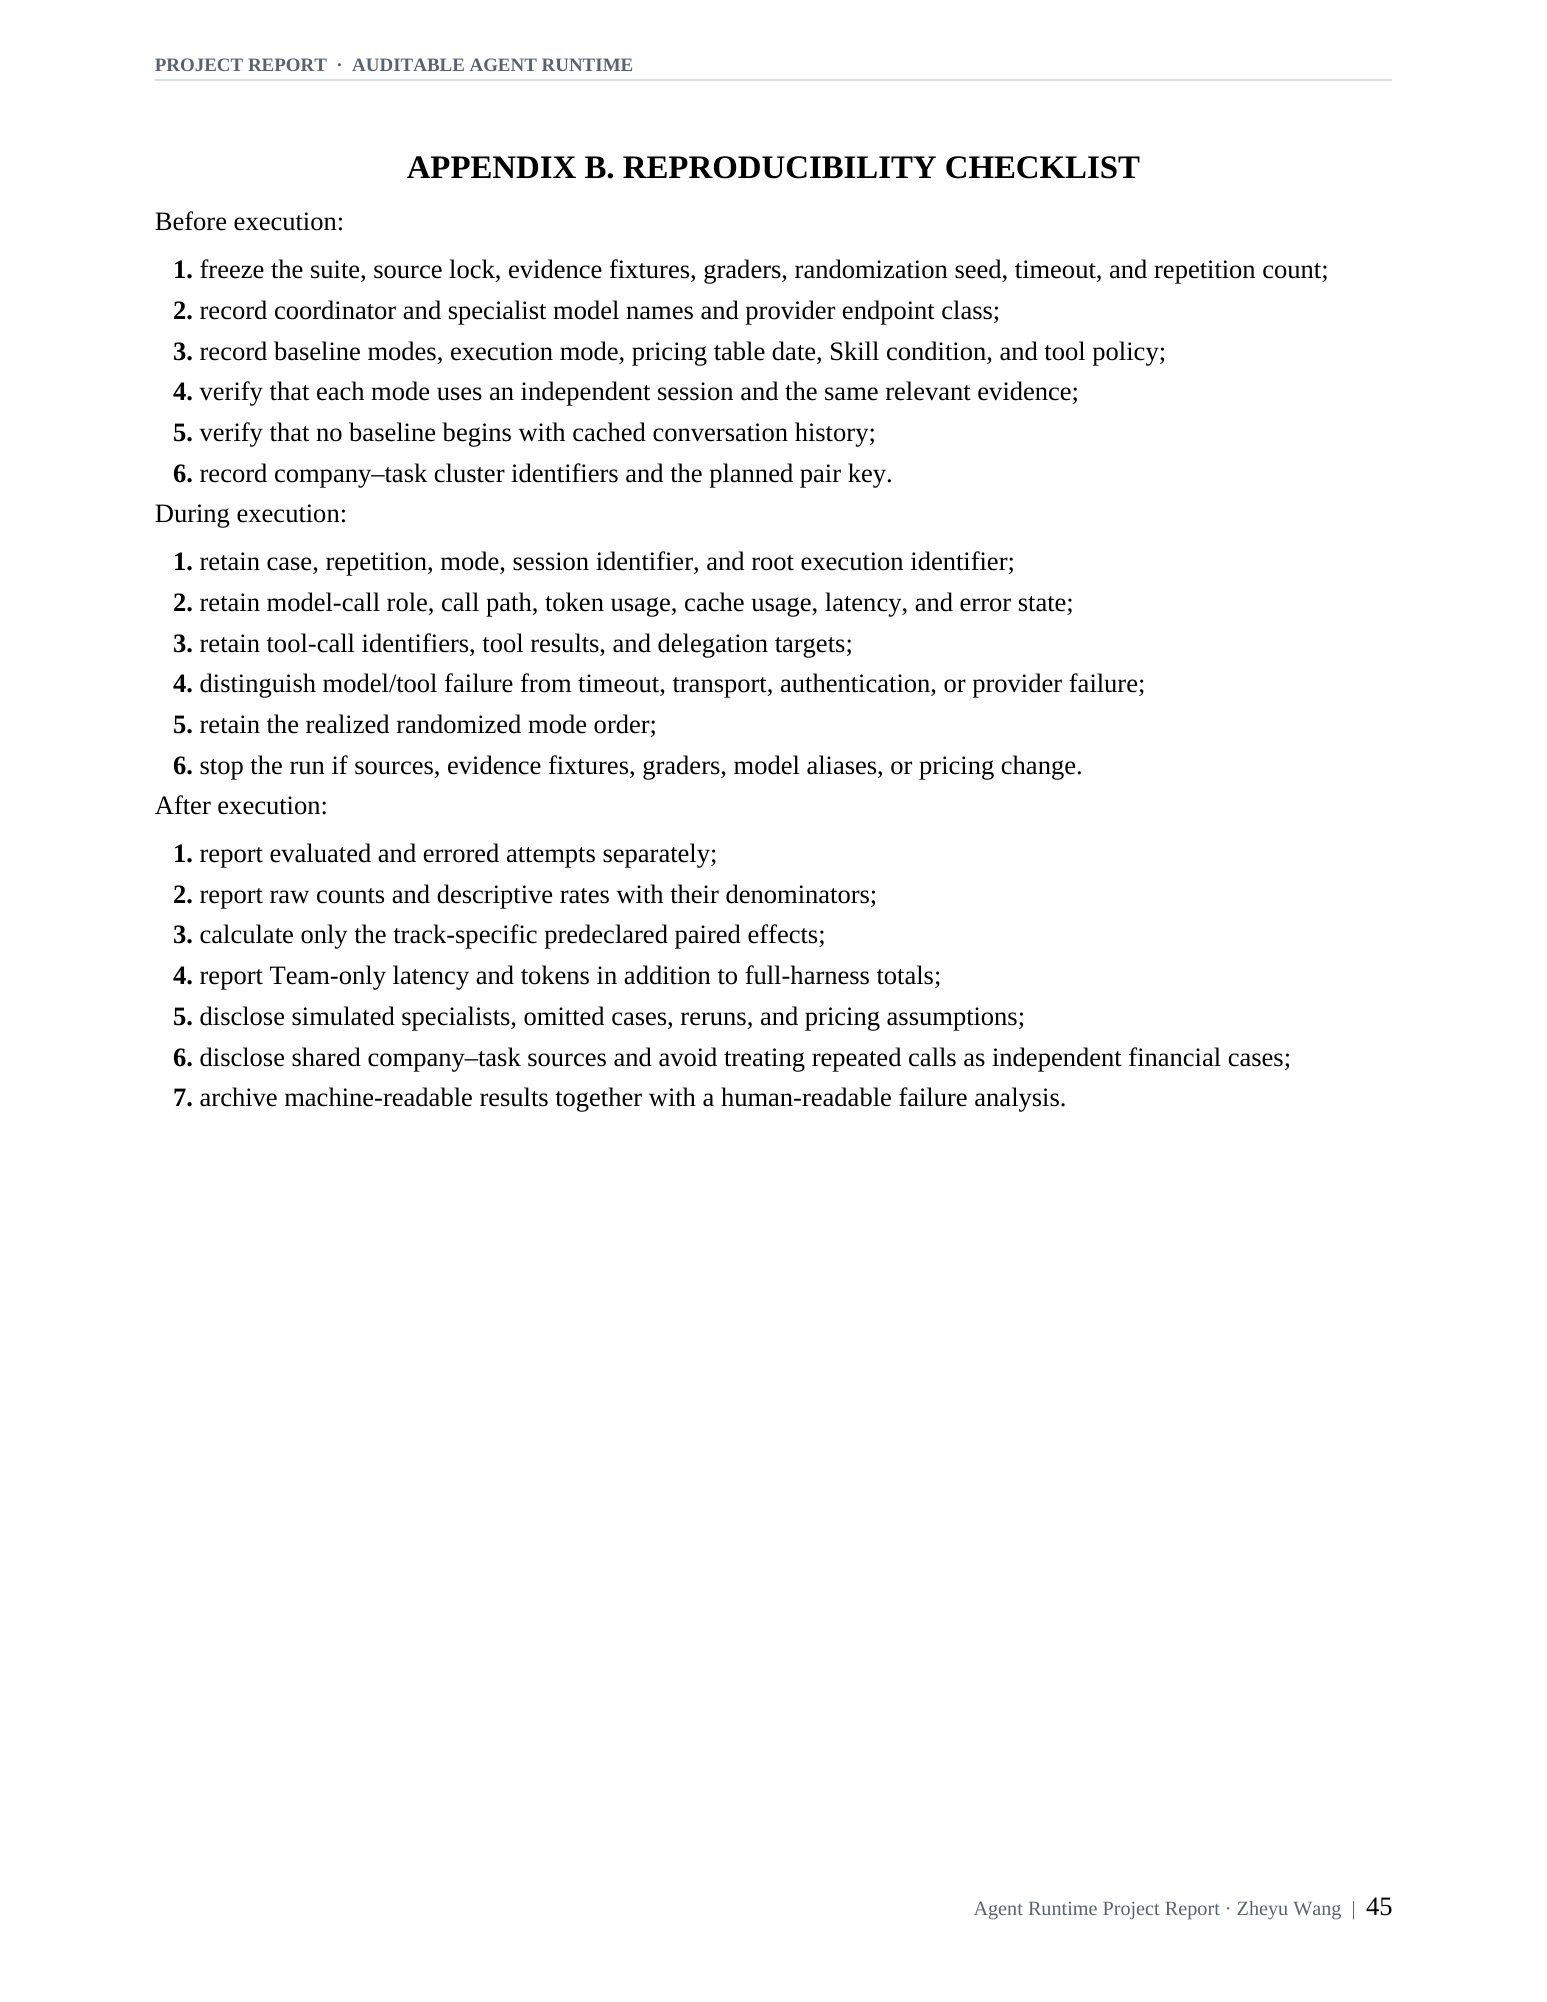 PROJECT REPORT · AUDITABLE AGENT RUNTIME
APPENDIX B. REPRODUCIBILITY CHECKLIST
Before execution:
1. freeze the suite, source lock, evidence fixtures, graders, randomization seed, timeout, and repetition count;
2. record coordinator and specialist model names and provider endpoint class;
3. record baseline modes, execution mode, pricing table date, Skill condition, and tool policy;
4. verify that each mode uses an independent session and the same relevant evidence;
5. verify that no baseline begins with cached conversation history;
6. record company–task cluster identifiers and the planned pair key.
During execution:
1. retain case, repetition, mode, session identifier, and root execution identifier;
2. retain model-call role, call path, token usage, cache usage, latency, and error state;
3. retain tool-call identifiers, tool results, and delegation targets;
4. distinguish model/tool failure from timeout, transport, authentication, or provider failure;
5. retain the realized randomized mode order;
6. stop the run if sources, evidence fixtures, graders, model aliases, or pricing change.
After execution:
1. report evaluated and errored attempts separately;
2. report raw counts and descriptive rates with their denominators;
3. calculate only the track-specific predeclared paired effects;
4. report Team-only latency and tokens in addition to full-harness totals;
5. disclose simulated specialists, omitted cases, reruns, and pricing assumptions;
6. disclose shared company–task sources and avoid treating repeated calls as independent financial cases;
7. archive machine-readable results together with a human-readable failure analysis.
Agent Runtime Project Report · Zheyu Wang | 45